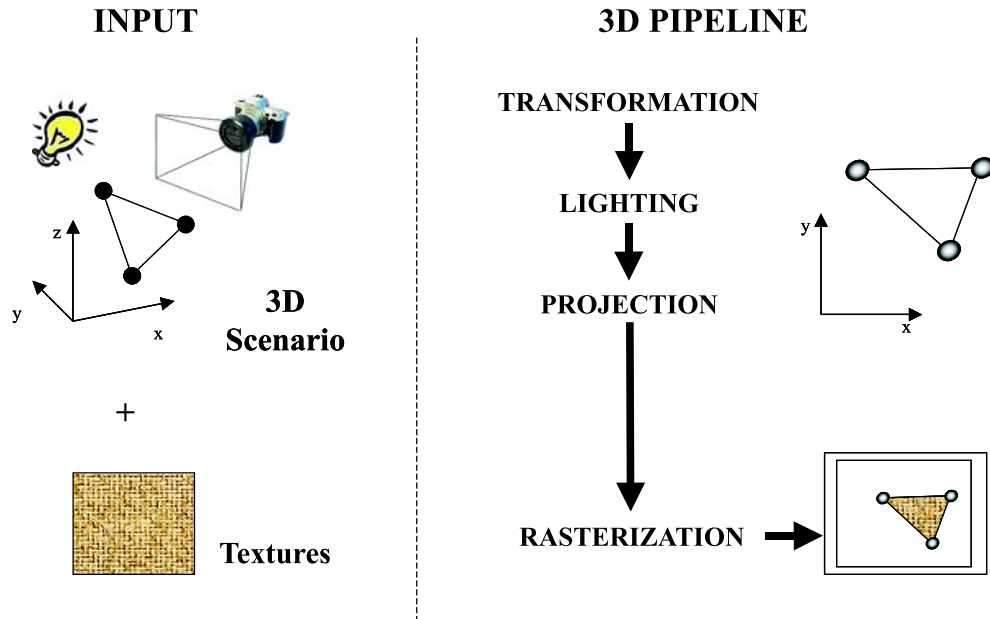 INPUT
z
y
x
3D
Scenario
+
Textures
3D PIPELINE
TRANSFORMATION
LIGHTING
PROJECTION
RASTERIZATION
y
x